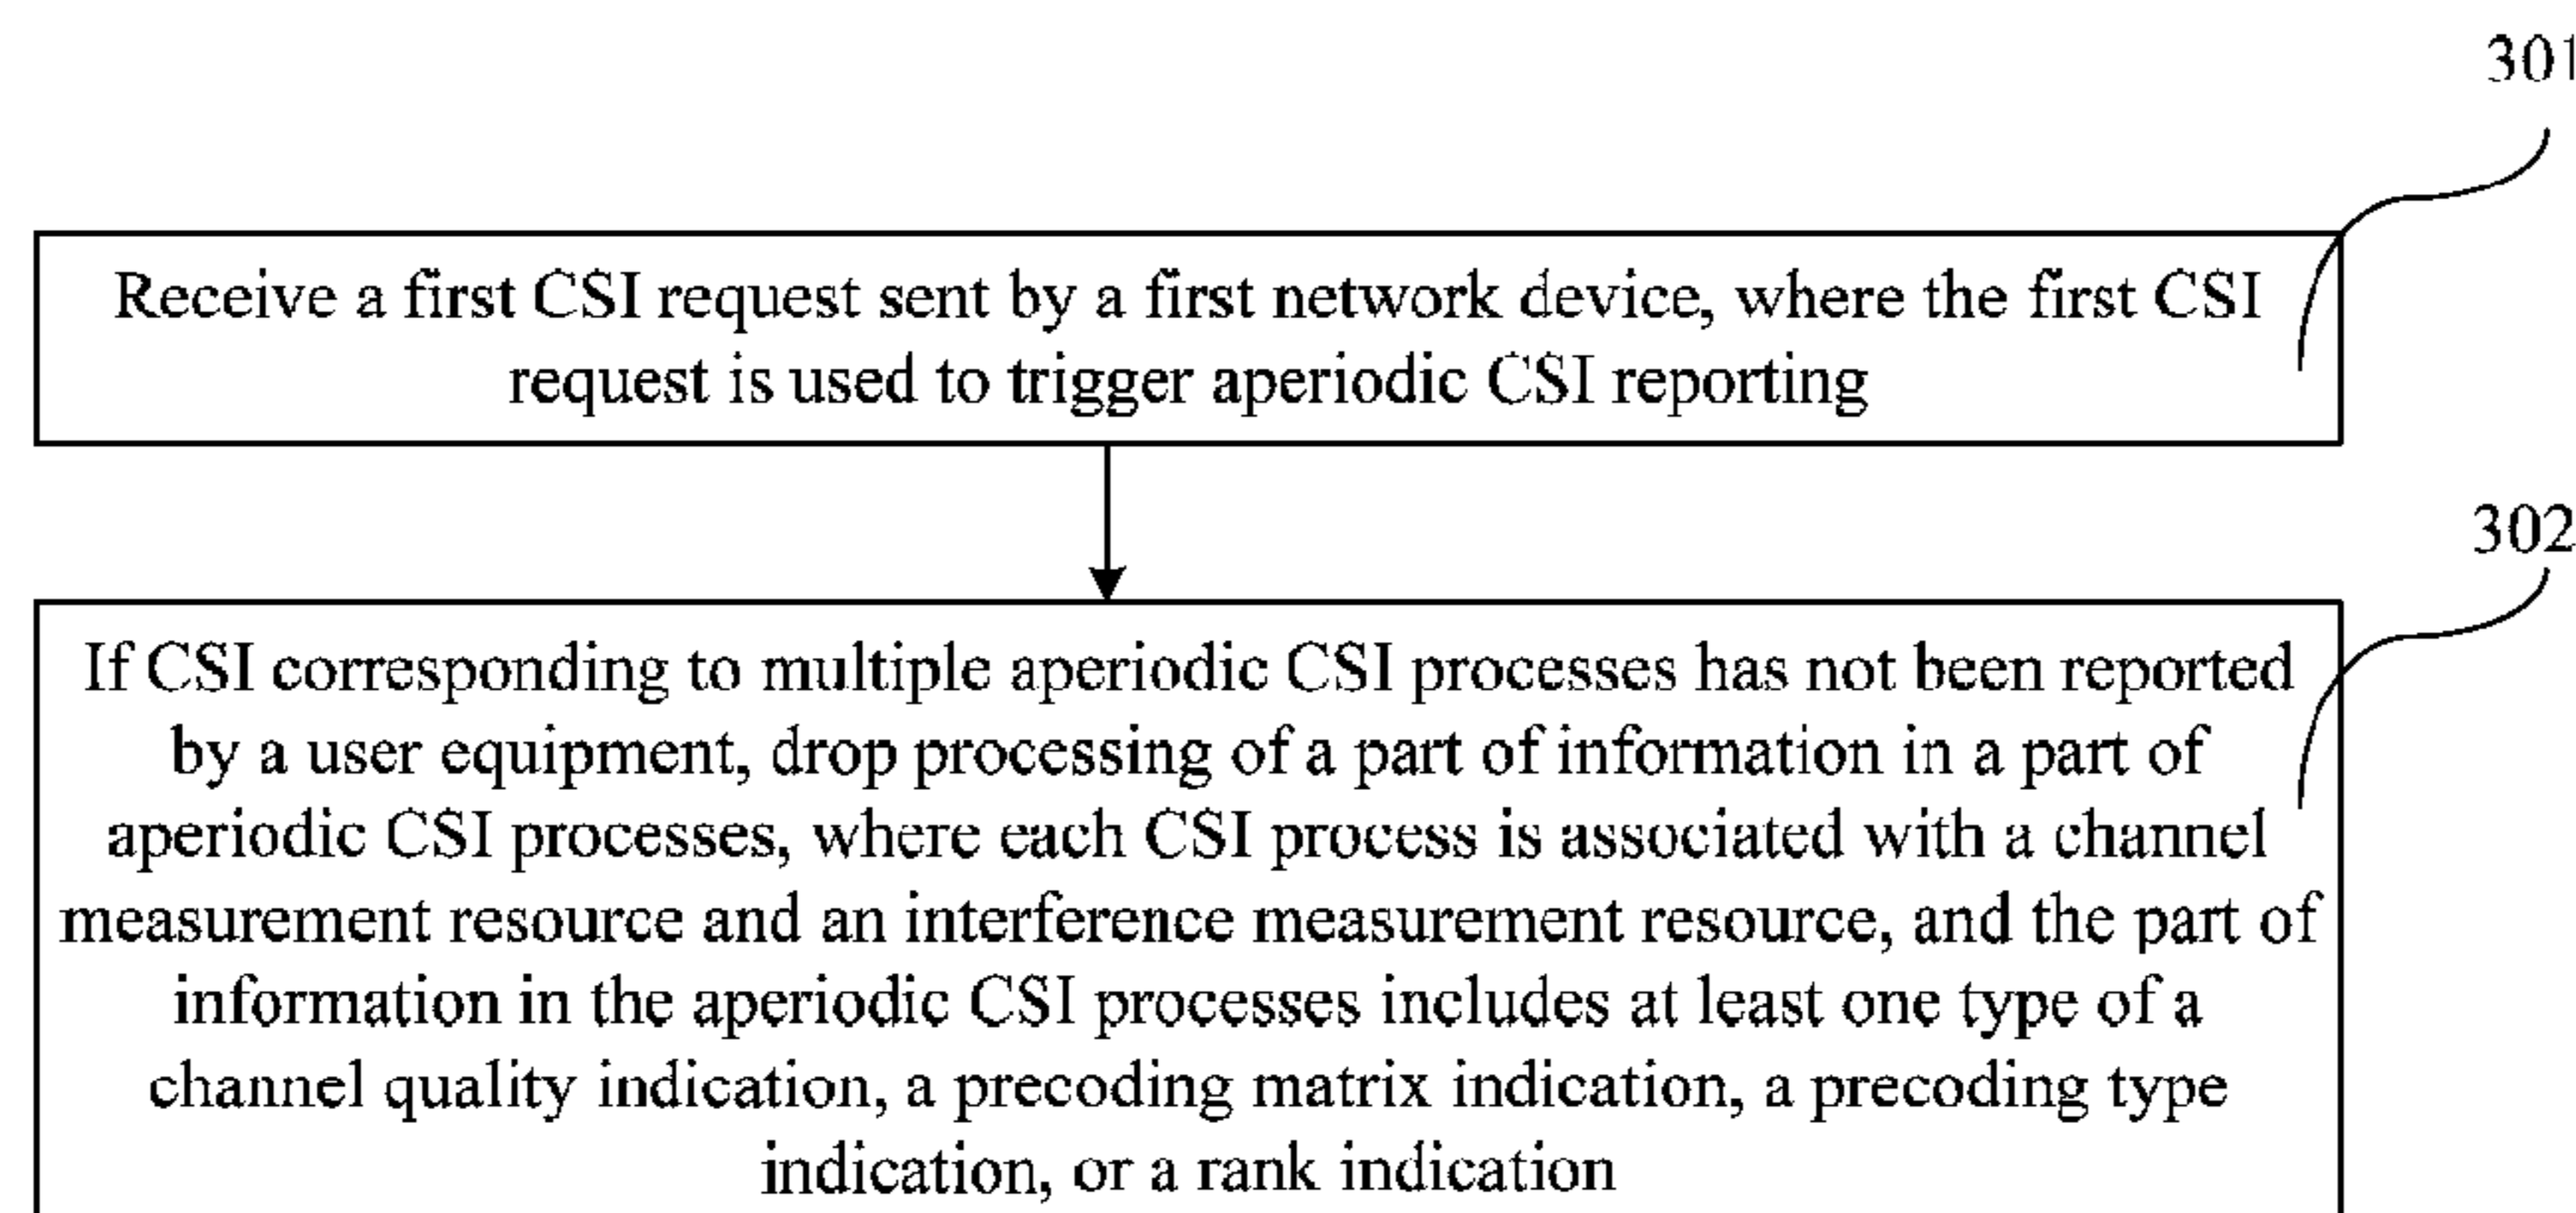 301
Receive a first CSI request sent by a first network device, where the first CSI
request is used to trigger aperiodic CSI reporting
302
If CSI corresponding to multiple aperiodic CSI processes has not been reported
by a user equipment, drop processing of a part of information in a part of
aperiodic CSI processes, where each CSI process is associated with a channel
measurement resource and an interference measurement resource, and the part of
information in the aperiodic CSI processes includes at least one type of a
channel quality indication, a precoding matrix indication, a precoding type
indication, or a rank indication